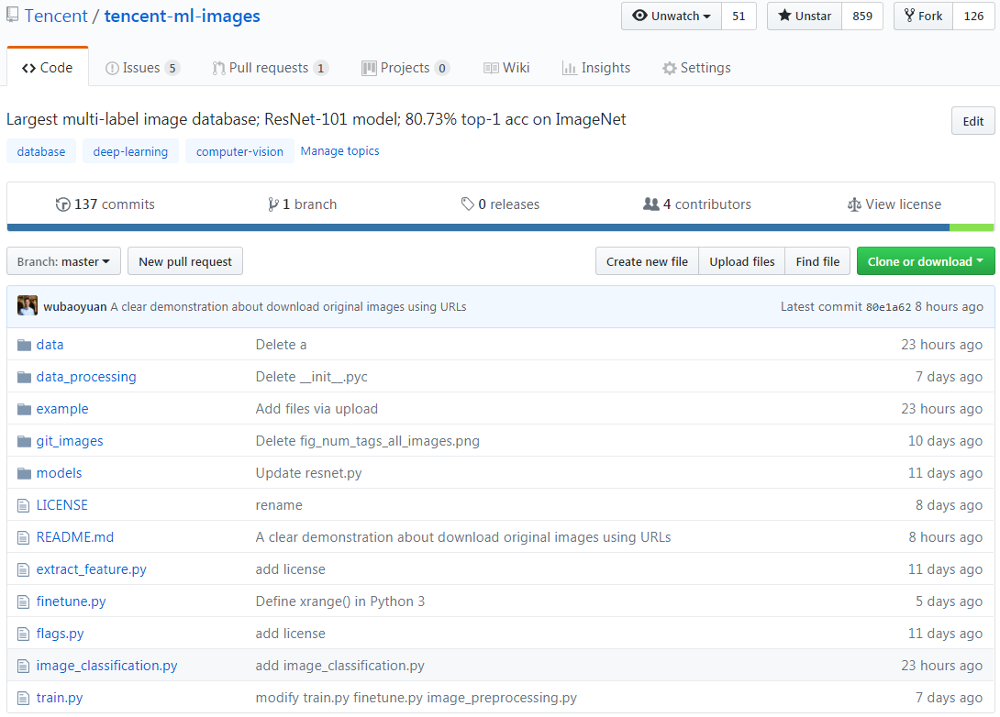 Tencent / tencent-ml-images Unwatch 51 Unstar 859 Fork 126
Code Issues 5 Pull requests 1 Projects 0 Wiki Insights Settings
Largest multi-label image database; ResNet-101 model; 80.73% top-1 acc on ImageNet Edit
database deep-learning computer-vision Manage topics
137 commits 1 branch 0 releases 4 contributors View license
Branch: master New pull request Create new file Upload files Find file Clone or download
wubaoyuan A clear demonstration about download original images using URLs Latest commit 80e1a62 8 hours ago
data Delete a 23 hours ago
data_processing Delete __init__.pyc 7 days ago
example Add files via upload 23 hours ago
git_images Delete fig_num_tags_all_images.png 10 days ago
models Update resnet.py 11 days ago
LICENSE rename 8 days ago
README.md A clear demonstration about download original images using URLs 8 hours ago
extract_feature.py add license 11 days ago
finetune.py Define xrange() in Python 3 5 days ago
flags.py add license 11 days ago
image_classification.py add image_classification.py 23 hours ago
train.py modify train.py finetune.py image_preprocessing.py 7 days ago